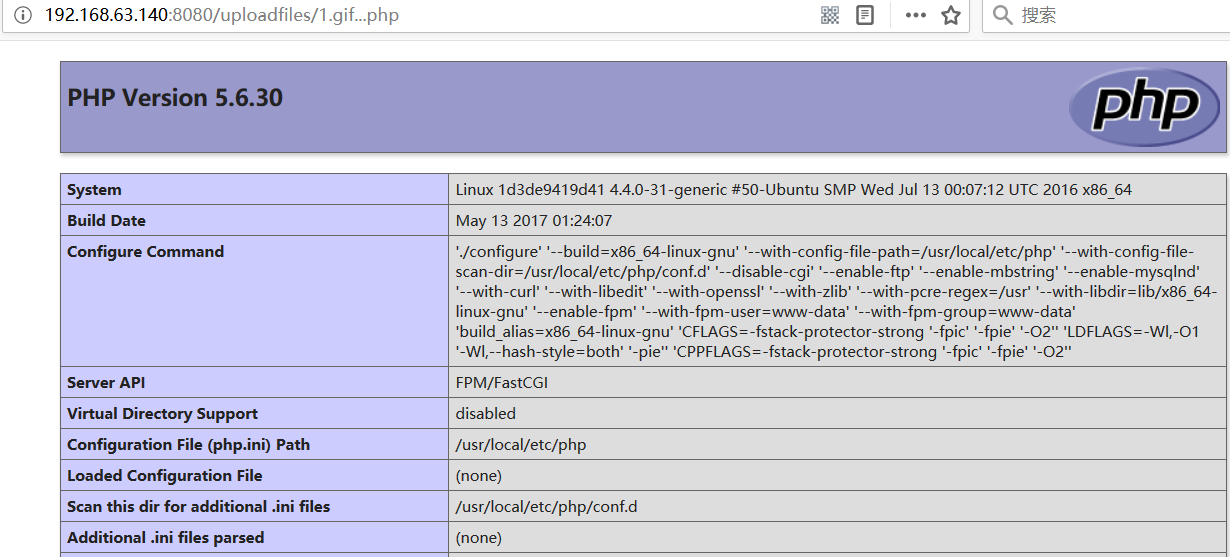 192.168.63.140:8080/uploadfiles/1.gif...php
搜索
PHP Version 5.6.30
php
System Linux 1d3de9419d41 4.4.0-31-generic #50-Ubuntu SMP Wed Jul 13 00:07:12 UTC 2016 x86_64
Build Date May 13 2017 01:24:07
Configure Command './configure' '--build=x86_64-linux-gnu' '--with-config-file-path=/usr/local/etc/php' '--with-config-file-
scan-dir=/usr/local/etc/php/conf.d' '--disable-cgi' '--enable-ftp' '--enable-mbstring' '--enable-mysqlnd'
'--with-curl' '--with-libedit' '--with-openssl' '--with-zlib' '--with-pcre-regex=/usr' '--with-libdir=lib/x86_64-
linux-gnu' '--enable-fpm' '--with-fpm-user=www-data' '--with-fpm-group=www-data'
'build_alias=x86_64-linux-gnu' 'CFLAGS=-fstack-protector-strong '-fpic' '-fpie' '-O2'' 'LDFLAGS=-Wl,-O1
'-Wl,--hash-style=both' '-pie'' 'CPPFLAGS=-fstack-protector-strong '-fpic' '-fpie' '-O2''
Server API FPM/FastCGI
Virtual Directory Support disabled
Configuration File (php.ini) Path /usr/local/etc/php
Loaded Configuration File (none)
Scan this dir for additional .ini files /usr/local/etc/php/conf.d
Additional .ini files parsed (none)